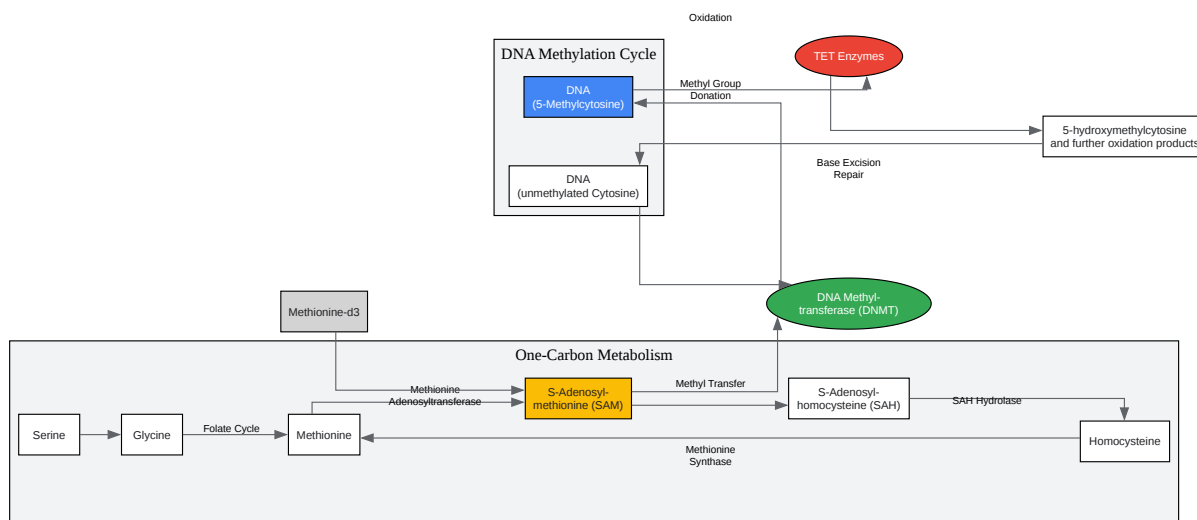 Oxidation
DNA Methylation Cycle
TET Enzymes
DNA
(5-Methylcytosine)
Methyl Group
Donation
5-hydroxymethylcytosine
and further oxidation products
Base Excision
Repair
DNA
(unmethylated Cytosine)
DNA Methyl-
transferase (DNMT)
Methionine-d3
One-Carbon Metabolism
Methionine
Adenosyltransferase
S-Adenosyl-
methionine (SAM)
Methyl Transfer
S-Adenosyl-
homocysteine (SAH)
SAH Hydrolase
Serine
Glycine
Folate Cycle
Methionine
Homocysteine
Methionine
Synthase